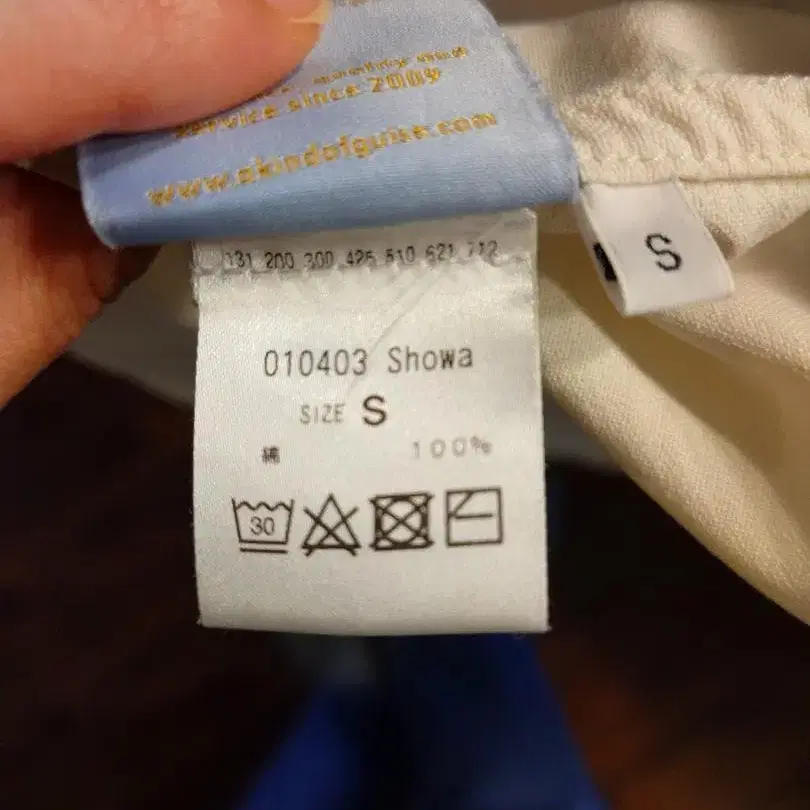 service since 2009
www.akindofguise.com
S
131 200 300 425 510 621 712
010403 Showa
SIZE S
綿 100%
30